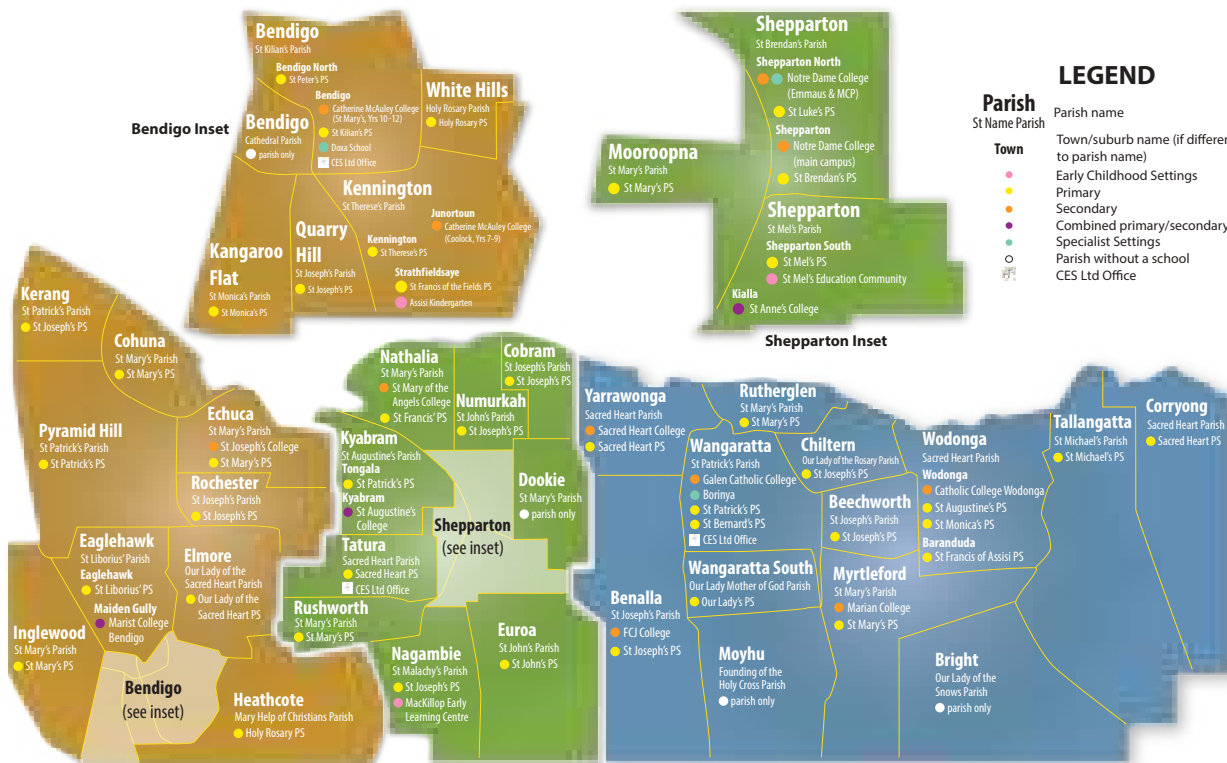 Bendigo
St Kilian's Parish
Bendigo North
St Peter's PS
Bendigo
Catherine McAuley College
(St Mary's, Yrs 10–12)
St Kilian's PS
Doxa School
CES Ltd Office
White Hills
Holy Rosary Parish
Holy Rosary PS
Bendigo Inset
Bendigo
Cathedral Parish
parish only
Kennington
St Therese's Parish
Junortoun
Catherine McAuley College
(Coolock, Yrs 7-9)
Kennington
St Therese's PS
Strathfieldsaye
St Francis of the Fields PS
Assisi Kindergarten
Quarry
Hill
St Joseph's Parish
St Joseph's PS
Kangaroo
Flat
St Monica's Parish
St Monica's PS
Shepparton
St Brendan's Parish
Shepparton North
Notre Dame College
(Emmaus & MCP)
St Luke's PS
Shepparton
Notre Dame College
(main campus)
St Brendan's PS
Mooroopna
St Mary's Parish
St Mary's PS
Shepparton
St Mel's Parish
Shepparton South
St Mel's PS
St Mel's Education Community
Kialla
St Anne's College
Shepparton Inset
LEGEND
Parish
St Name Parish
Parish name
Town
Town/suburb name (if differen
to parish name)
Early Childhood Settings
Primary
Secondary
Combined primary/secondary
Specialist Settings
Parish without a school
CES Ltd Office
Kerang
St Patrick's Parish
St Joseph's PS
Cohuna
St Mary's Parish
St Mary's PS
Echuca
St Mary's Parish
St Joseph's College
St Mary's PS
Pyramid Hill
St Patrick's Parish
St Patrick's PS
Rochester
St Joseph's Parish
St Joseph's PS
Eaglehawk
St Liborius' Parish
Eaglehawk
St Liborius' PS
Maiden Gully
Marist College
Bendigo
Elmore
Our Lady of the
Sacred Heart Parish
Our Lady of the
Sacred Heart PS
Inglewood
St Mary's Parish
St Mary's PS
Bendigo
(see inset)
Heathcote
Mary Help of Christians Parish
Holy Rosary PS
Nathalia
St Mary's Parish
St Mary of the
Angels College
St Francis' PS
Cobram
St Joseph's Parish
St Joseph's PS
Numurkah
St John's Parish
St Joseph's PS
Kyabram
St Augustine's Parish
Tongala
St Patrick's PS
Kyabram
St Augustine's
College
Dookie
St Mary's Parish
parish only
Shepparton
(see inset)
Tatura
Sacred Heart Parish
Sacred Heart PS
CES Ltd Office
Rushworth
St Mary's Parish
St Mary's PS
Nagambie
St Malachy's Parish
St Joseph's PS
MacKillop Early
Learning Centre
Euroa
St John's Parish
St John's PS
Yarrawonga
Sacred Heart Parish
Sacred Heart College
Sacred Heart PS
Rutherglen
St Mary's Parish
St Mary's PS
Wangaratta
St Patrick's Parish
Galen Catholic College
Borinya
St Patrick's PS
St Bernard's PS
CES Ltd Office
Chiltern
Our Lady of the Rosary Parish
St Joseph's PS
Wodonga
Sacred Heart Parish
Wodonga
Catholic College Wodonga
St Augustine's PS
St Monica's PS
Baranduda
St Francis of Assisi PS
Tallangatta
St Michael's Parish
St Michael's PS
Corryong
Sacred Heart Parish
Sacred Heart PS
Beechworth
St Joseph's Parish
St Joseph's PS
Wangaratta South
Our Lady Mother of God Parish
Our Lady's PS
Myrtleford
St Mary's Parish
Marian College
St Mary's PS
Benalla
St Joseph's Parish
FCJ College
St Joseph's PS
Moyhu
Founding of the
Holy Cross Parish
parish only
Bright
Our Lady of the
Snows Parish
parish only